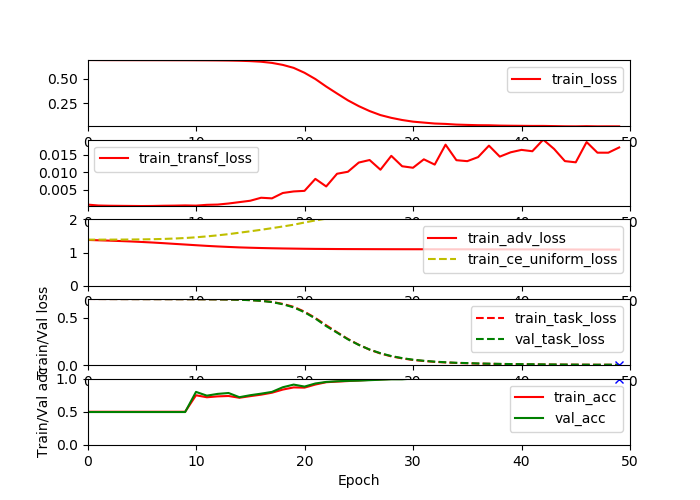 0.50
0.25
train_loss
0 10 20 30 40 50
0.015
0.010
0.005
train_transf_loss
0 10 20 30 40 50
2
1
0
train_adv_loss
train_ce_uniform_loss
0 10 20 30 40 50
Train/Val loss
0.5
0.0
train_task_loss
val_task_loss
0 10 20 30 40 50
Train/Val acc
1.0
0.5
0.0
train_acc
val_acc
0 10 20 30 40 50
Epoch